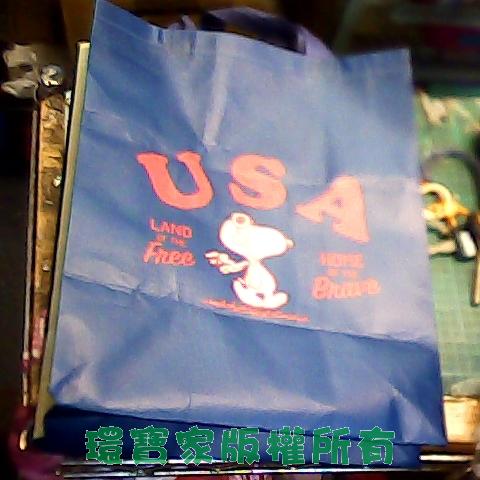 USA
LAND
OF THE
Free
HOME
OF THE
Brave
環寶家版權所有